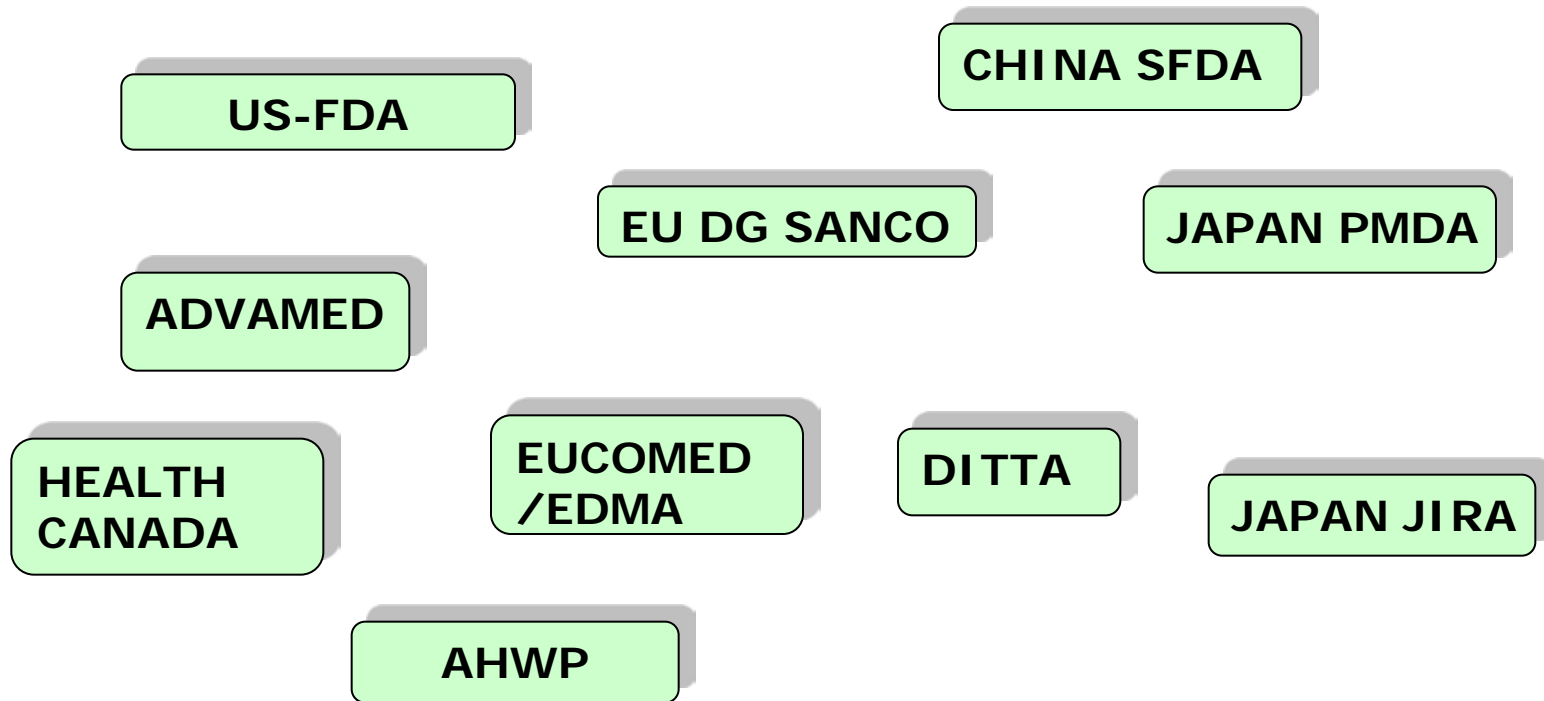 CHINA SFDA
US-FDA
EU DG SANCO
JAPAN PMDA
ADVAMED
HEALTH
CANADA
EUCOMED
/EDMA
DITTA
JAPAN JIRA
AHWP